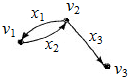 v₂
x₁
v₁
x₂
x₃
v₃